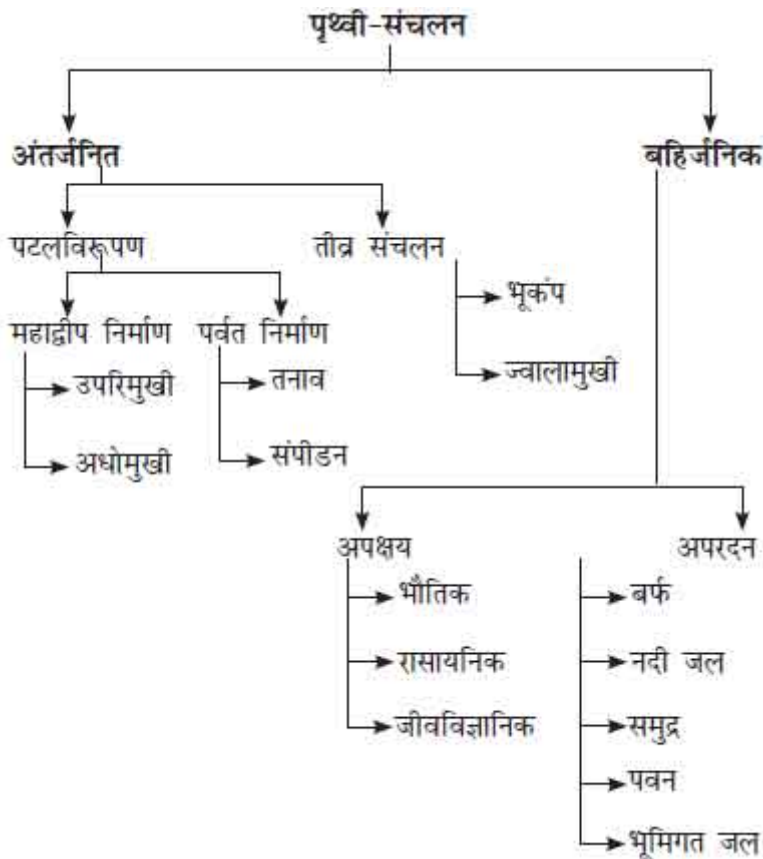 पृथ्वी-संचलन
अंतर्जनित
बहिर्जनिक
पटलविरूपण
तीव्र संचलन
महाद्वीप निर्माण
पर्वत निर्माण
उपरिमुखी
अधोमुखी
तनाव
संपीडन
भूकंप
ज्वालामुखी
अपक्षय
अपरदन
भौतिक
रासायनिक
जीवविज्ञानिक
बर्फ
नदी जल
समुद्र
पवन
भूमिगत जल